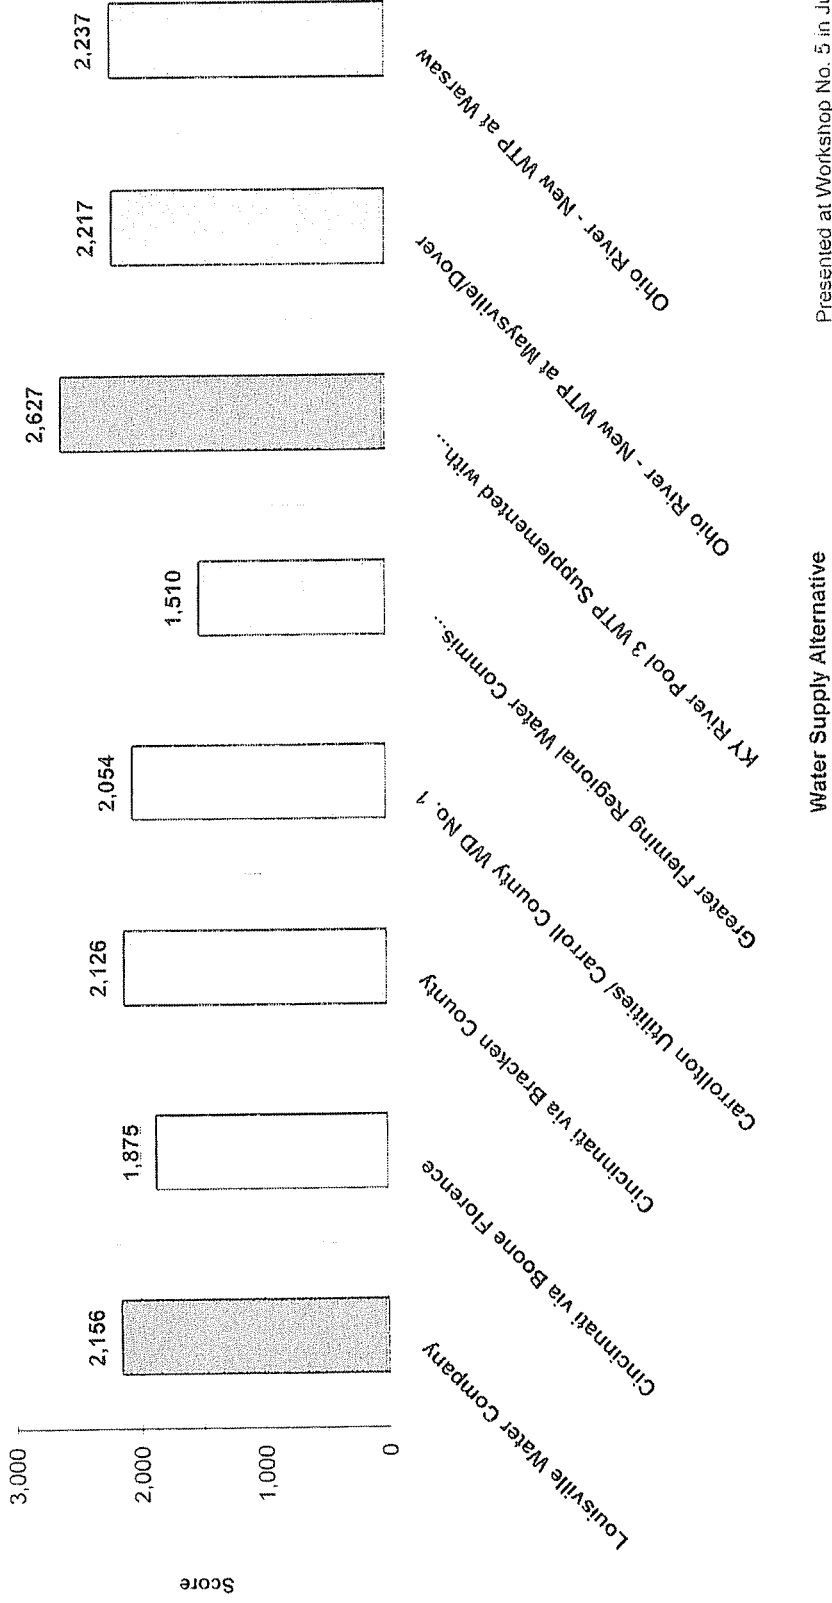 Score
3,000
2,000
1,000
0
2,156
1,875
2,126
2,054
1,510
2,627
2,217
2,237
Louisville Water Company
Cincinnati via Boone Florence
Cincinnati via Bracken County
Carrollton Utilities/ Carroll County WD No. 1
Greater Fleming Regional Water Commis...
KY River Pool 3 WTP Supplemented with...
Ohio River - New WTP at Maysville/Dover
Ohio River - New WTP at Warsaw
Water Supply Alternative
Presented at Workshop No. 5 in